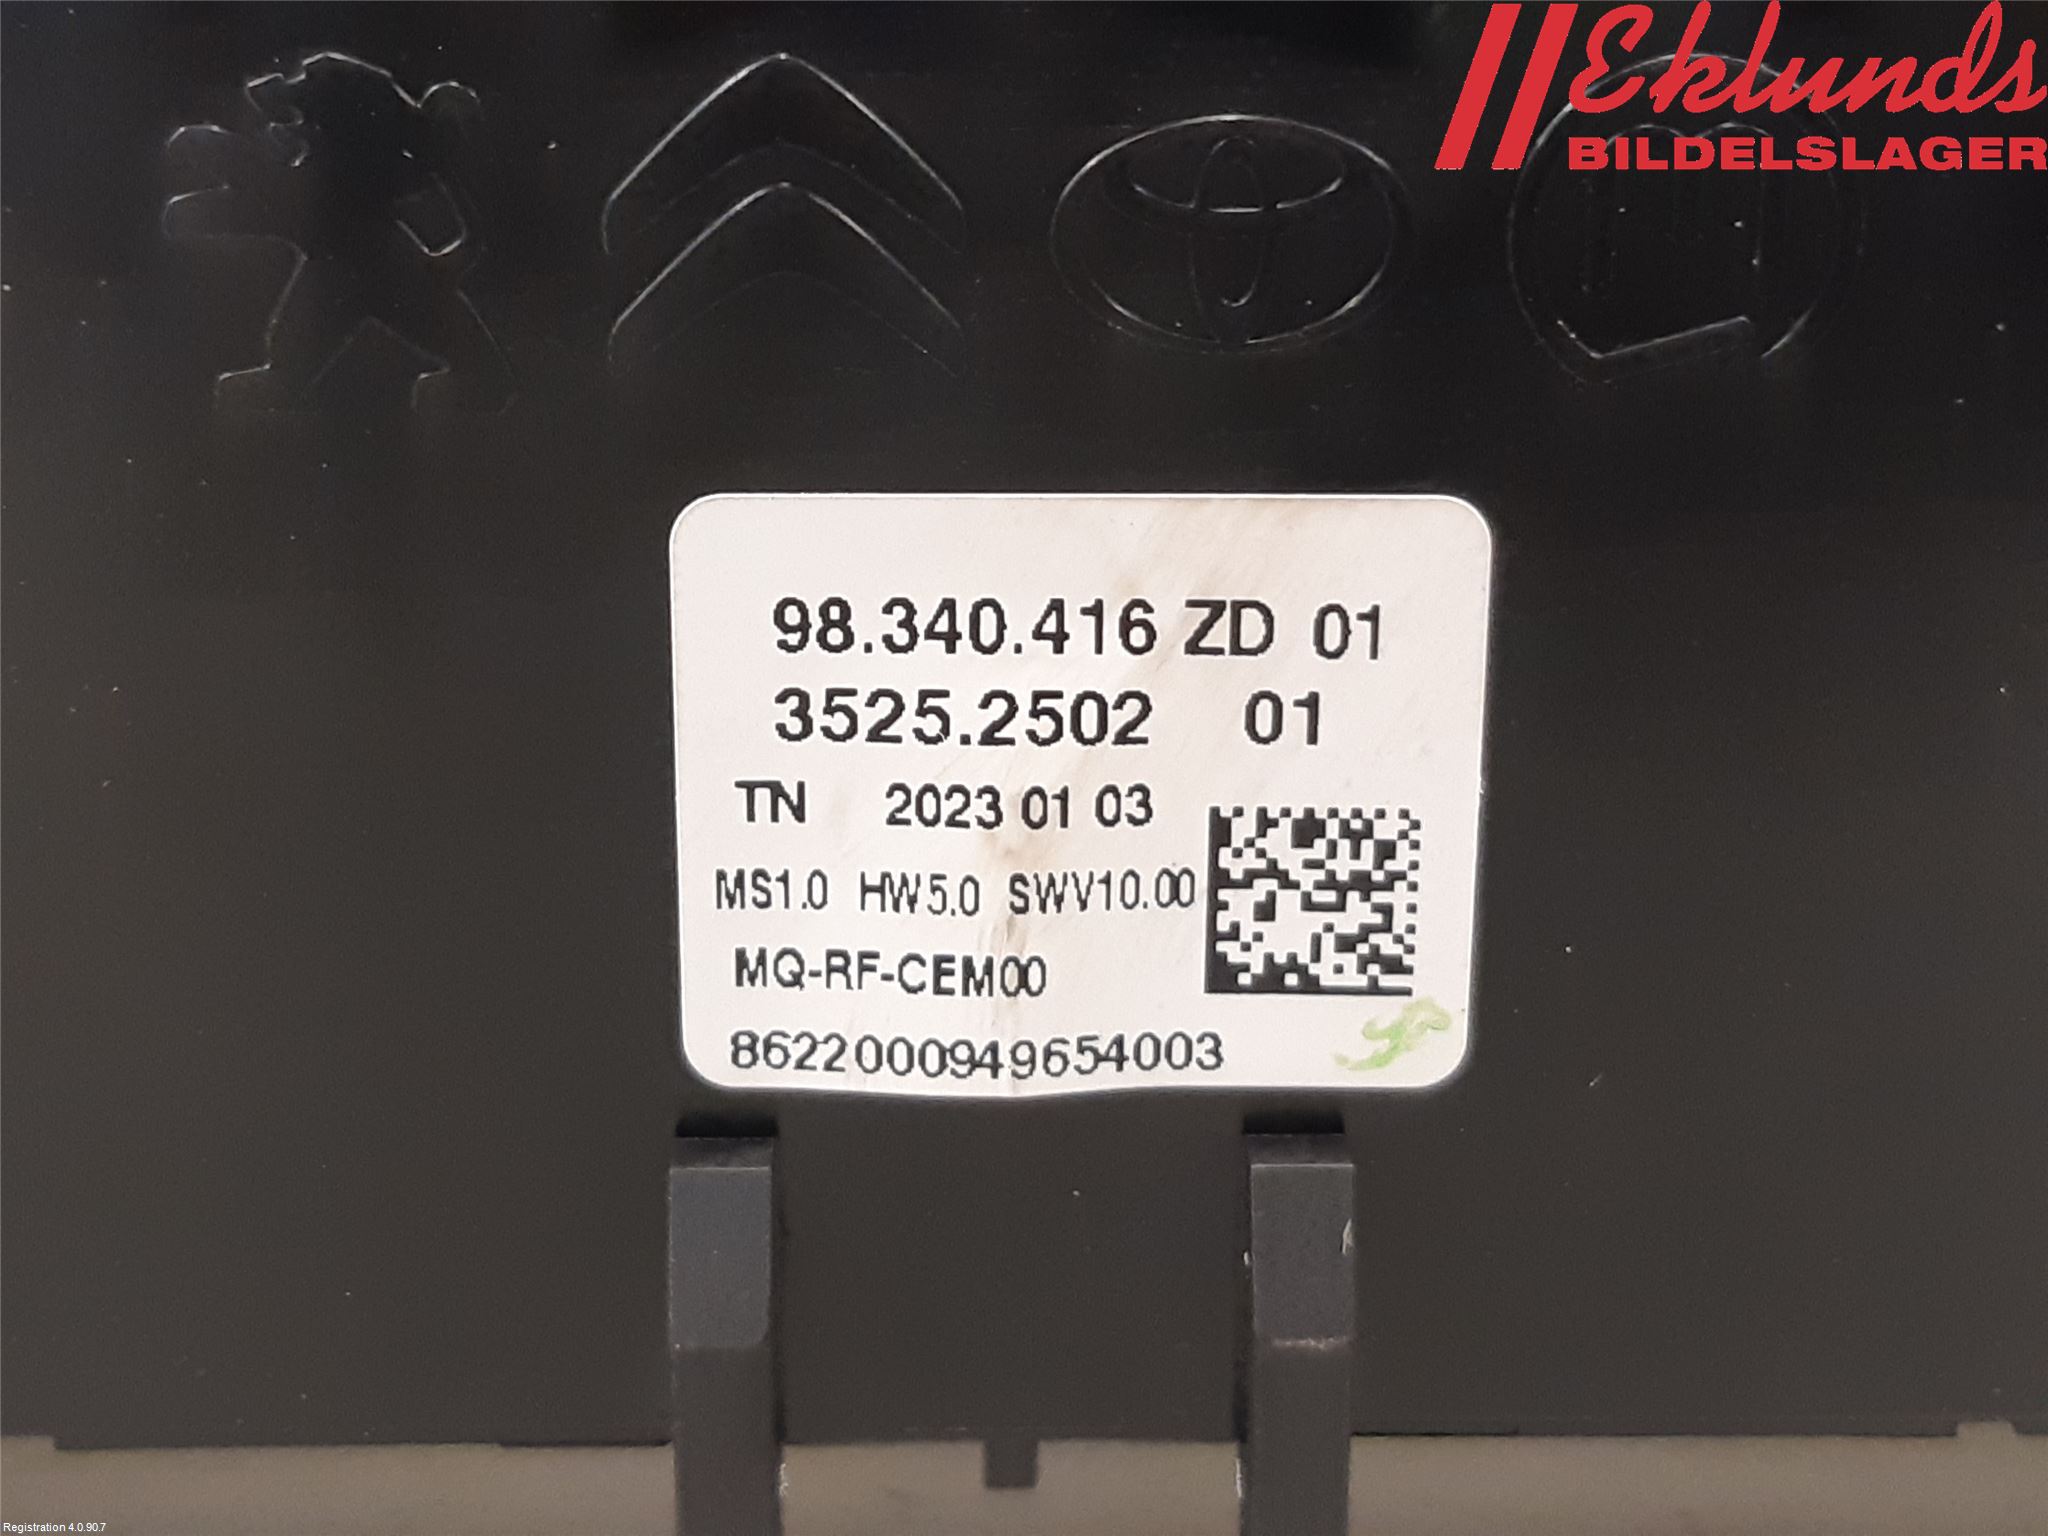 Eklunds
BILDELSLAGER
98.340.416 ZD 01
3525.2502 01
TN 2023 01 03
MS1.0 HW5.0 SWV10.00
MQ-RF-CEM00
8622000949654003
Registration 4.0.90.7